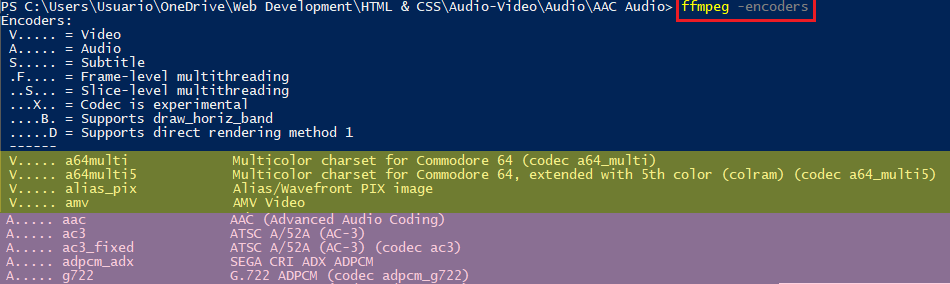 PS C:\Users\Usuario\OneDrive\Web Development\HTML & CSS\Audio-Video\Audio\AAC Audio> ffmpeg -encoders
Encoders:
 V..... = Video
 A..... = Audio
 S..... = Subtitle
 .F.... = Frame-level multithreading
 ..S... = Slice-level multithreading
 ...X.. = Codec is experimental
 ....B. = Supports draw_horiz_band
 .....D = Supports direct rendering method 1
 ------
 V..... a64multi             Multicolor charset for Commodore 64 (codec a64_multi)
 V..... a64multi5            Multicolor charset for Commodore 64, extended with 5th color (colram) (codec a64_multi5)
 V..... alias_pix            Alias/Wavefront PIX image
 V..... amv                  AMV Video
 A..... aac                  AAC (Advanced Audio Coding)
 A..... ac3                  ATSC A/52A (AC-3)
 A..... ac3_fixed            ATSC A/52A (AC-3) (codec ac3)
 A..... adpcm_adx            SEGA CRI ADX ADPCM
 A..... g722                 G.722 ADPCM (codec adpcm_g722)